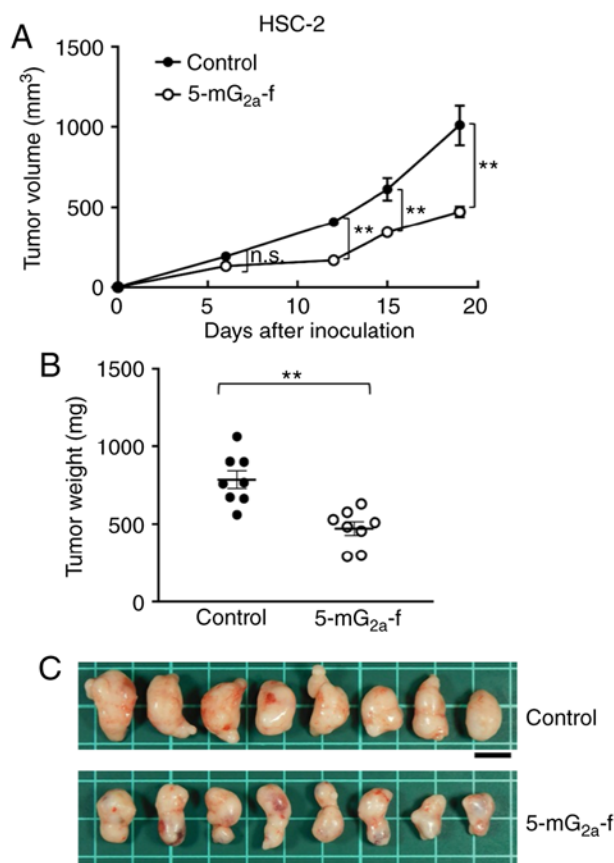 HSC-2
A
1500
1000
500
0
Tumor volume (mm³)
Control
5-mG₂ₐ-f
n.s.
**
**
**
0 5 10 15 20
Days after inoculation
B
**
1500
1000
500
0
Tumor weight (mg)
Control 5-mG₂ₐ-f
C
Control
5-mG₂ₐ-f